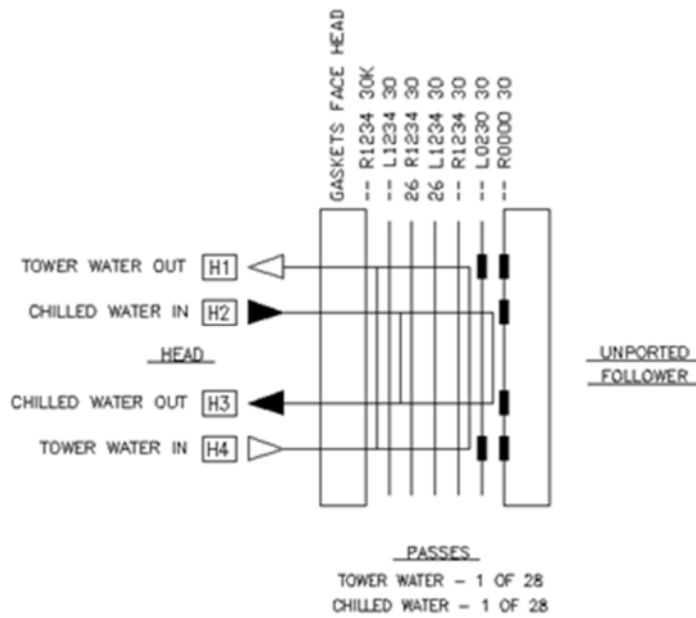 GASKETS FACE HEAD
-- R1234 30K
-- L1234 30
26 R1234 30
26 L1234 30
-- R1234 30
-- L0230 30
-- R0000 30
TOWER WATER OUT H1
CHILLED WATER IN H2
HEAD
CHILLED WATER OUT H3
TOWER WATER IN H4
UNPORTED
FOLLOWER
PASSES
TOWER WATER - 1 OF 28
CHILLED WATER - 1 OF 28